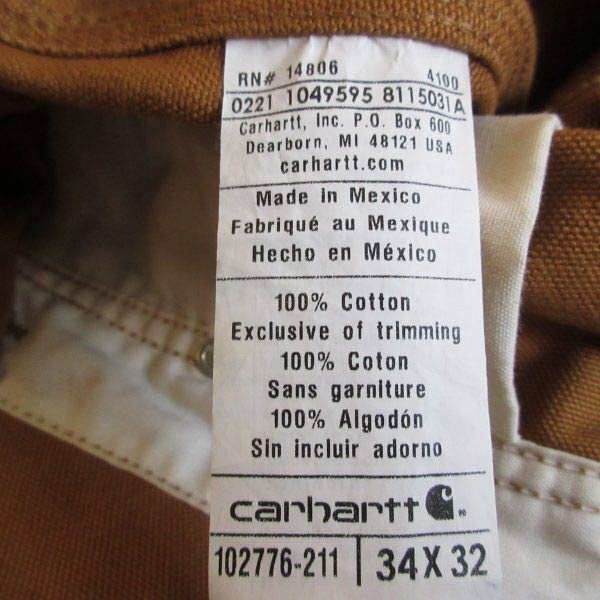 RN# 14806 4100
0221 1049595 8115031A
Carhartt, Inc. P.O. Box 600
Dearborn, MI 48121 USA
carhartt.com
Made in Mexico
Fabriqué au Mexique
Hecho en México
100% Cotton
Exclusive of trimming
100% Coton
Sans garniture
100% Algodón
Sin incluir adorno
carhartt
102776-211 34 X 32